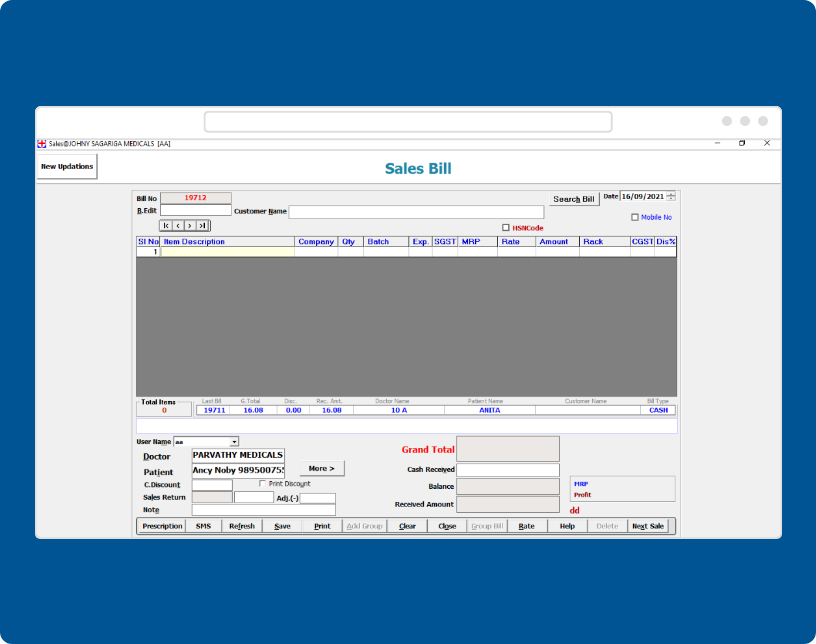 Sales@JOHNY SAGARIGA MEDICALS [AA]
New Updations
Sales Bill
Bill No 19712 Search Bill Date 16/09/2021
B.Edit Customer Name Mobile No
HSNCode
Sl No Item Description Company Qty Batch Exp. SGST MRP Rate Amount Rack CGST Dis%
1
Total Items Last Bill G.Total Disc. Rec. Amt. Doctor Name Patient Name Customer Name Bill Type
0 19711 16.08 0.00 16.08 10 A ANITA CASH
User Name aa
Doctor PARVATHY MEDICALS Grand Total
Patient Ancy Noby 98950075 More > Cash Received
C.Discount Print Discount Balance MRP
Sales Return Adj.(-) Profit
Received Amount
Note dd
Prescription SMS Refresh Save Print Add Group Clear Close Group Bill Rate Help Delete Next Sale